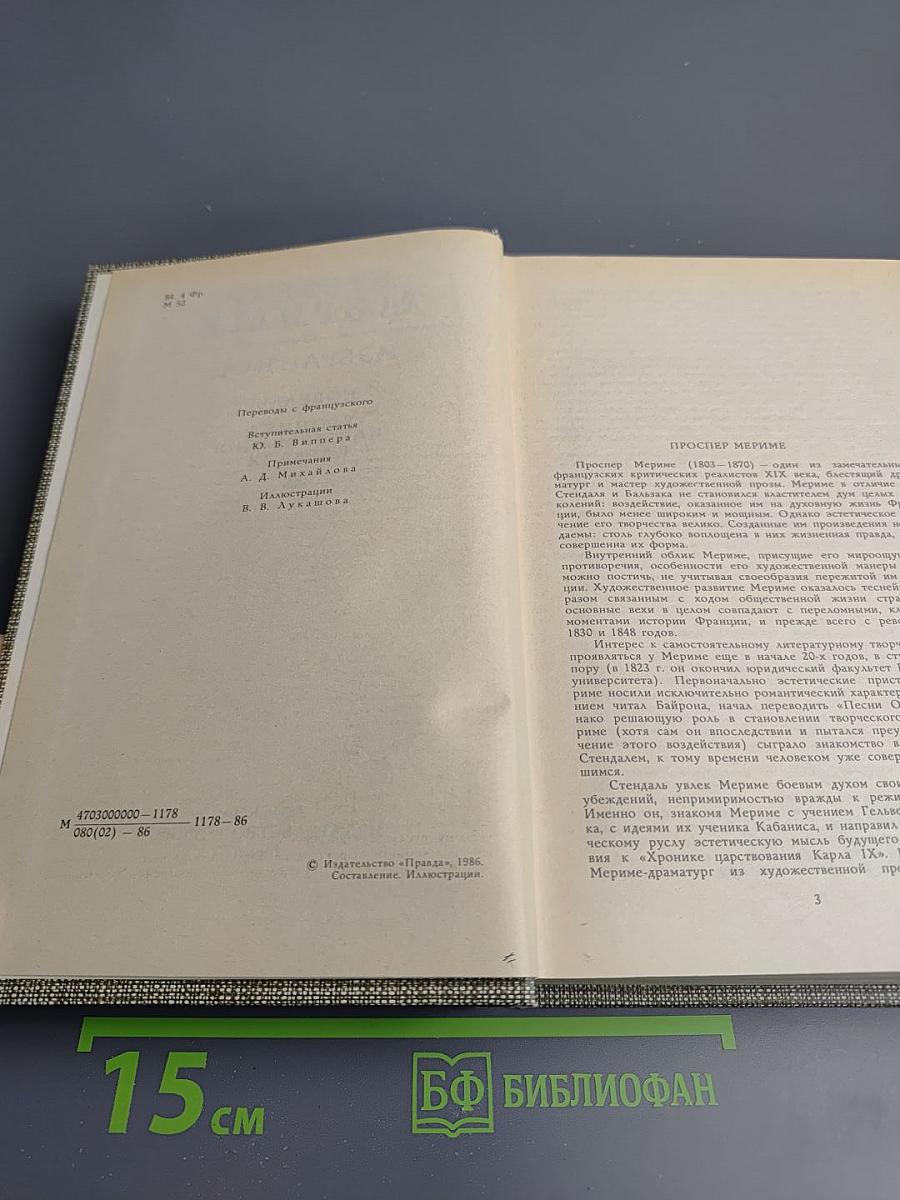 84. 4 Фр.
М 52
Переводы с французского
Вступительная статья
Ю. Б. Виппера
Примечания
А. Д. Михайлова
Иллюстрации
В. В. Лукашова
М 4703000000—1178
080(02) — 86
1178—86
© Издательство «Правда», 1986.
Составление. Иллюстрации.
ПРОСПЕР МЕРИМЕ
Проспер Мериме (1803—1870) — один из замечательны
французских критических реалистов XIX века, блестящий др
матург и мастер художественной прозы. Мериме в отличие
Стендаля и Бальзака не становился властителем дум целых
колений: воздействие, оказанное им на духовную жизнь Фр
ции, было менее широким и мощным. Однако эстетическое
чение его творчества велико. Созданные им произведения не
даемы: столь глубоко воплощена в них жизненная правда,
совершенна их форма.
Внутренний облик Мериме, присущие его мироощу
противоречия, особенности его художественной манеры
можно постичь, не учитывая своеобразия пережитой им
ции. Художественное развитие Мериме оказалось тесней
разом связанным с ходом общественной жизни стра
основные вехи в целом совпадают с переломными, кл
моментами истории Франции, и прежде всего с рево
1830 и 1848 годов.
Интерес к самостоятельному литературному творч
проявляться у Мериме еще в начале 20-х годов, в ст
пору (в 1823 г. он окончил юридический факультет
университета). Первоначально эстетические прист
риме носили исключительно романтический характер
нием читал Байрона, начал переводить «Песни О
нако решающую роль в становлении творческого
риме (хотя сам он впоследствии и пытался преу
чение этого воздействия) сыграло знакомство в
Стендалем, к тому времени человеком уже совер
шимся.
Стендаль увлек Мериме боевым духом свои
убеждений, непримиримостью вражды к режи
Именно он, знакомя Мериме с учением Гельве
ка, с идеями их ученика Кабаниса, и направил
ческому руслу эстетическую мысль будущего
вия к «Хронике царствования Карла IX».
Мериме-драматург из художественной пре
3
15 см
БФ БИБЛИОФАН